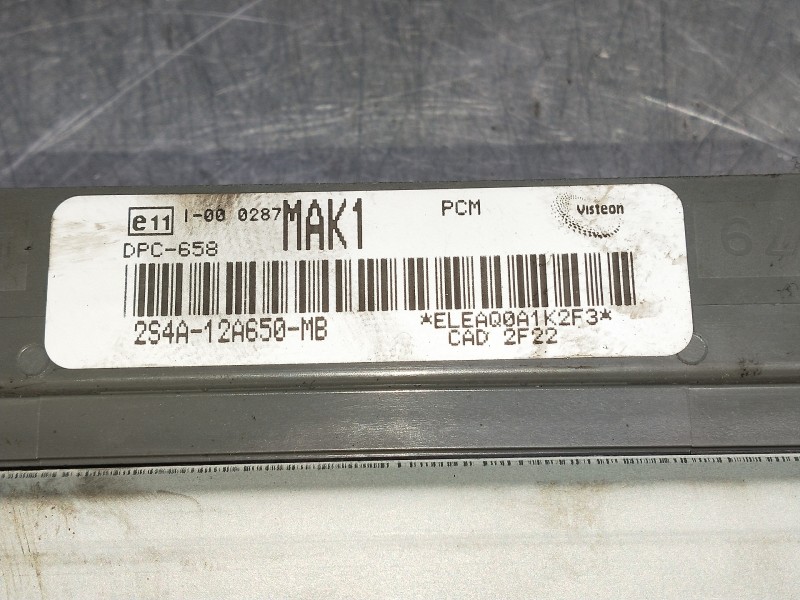 e11 I-00 0287 MAK1 PCM Visteon
DPC-658
2S4A-12A650-MB *ELEAQ0A1K2F3*
CAD 2F22